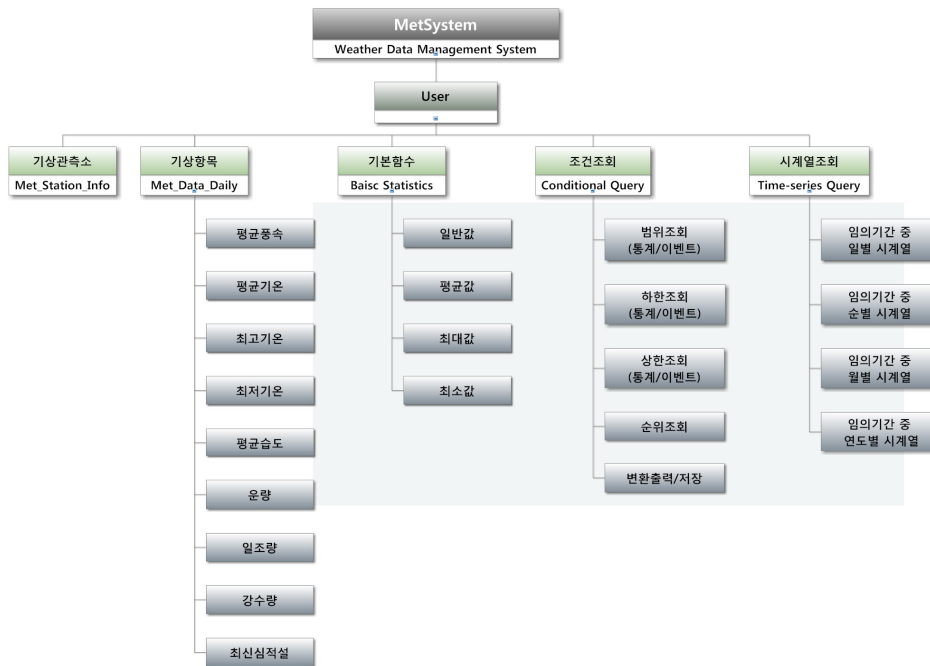 MetSystem
Weather Data Management System
User
기상관측소
Met_Station_Info
기상항목
Met_Data_Daily
평균풍속
평균기온
최고기온
최저기온
평균습도
운량
일조량
강수량
최신심적설
기본함수
Baisc Statistics
일반값
평균값
최대값
최소값
조건조회
Conditional Query
범위조회
(통계/이벤트)
하한조회
(통계/이벤트)
상한조회
(통계/이벤트)
순위조회
변환출력/저장
시계열조회
Time-series Query
임의기간 중
일별 시계열
임의기간 중
순별 시계열
임의기간 중
월별 시계열
임의기간 중
연도별 시계열